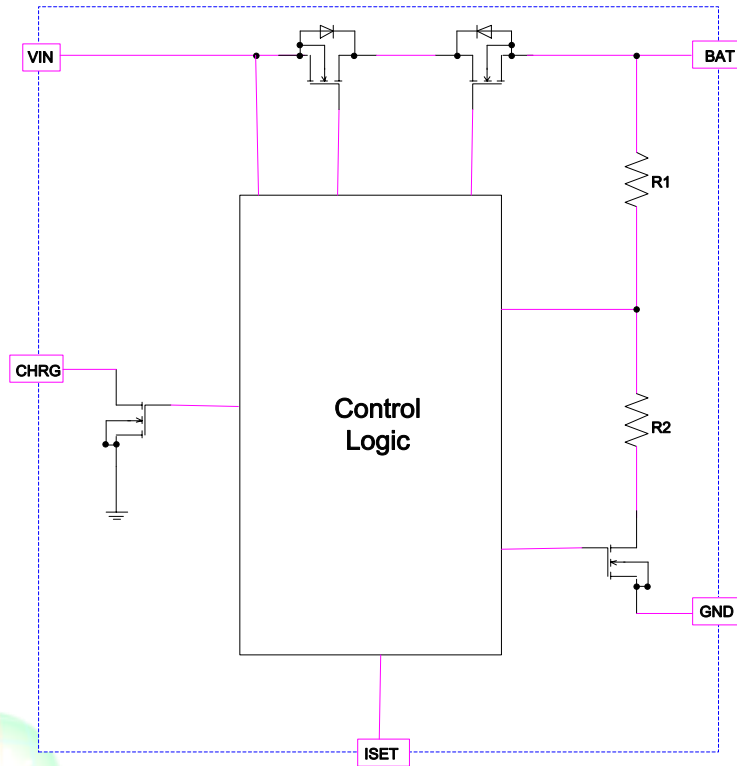 VIN
BAT
R1
CHRG
Control
Logic
R2
GND
ISET